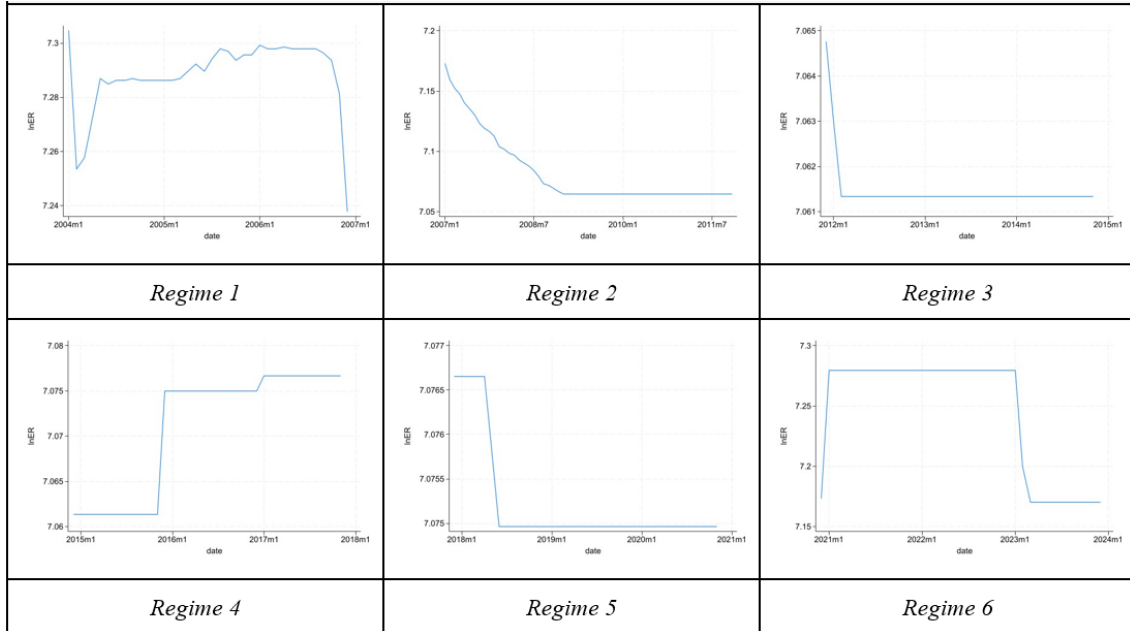 7.3
7.28
7.26
7.24
lnER
2004m1 2005m1 2006m1 2007m1
date
7.2
7.15
7.1
7.05
lnER
2007m1 2008m7 2010m1 2011m7
date
7.065
7.064
7.063
7.062
7.061
lnER
2012m1 2013m1 2014m1 2015m1
date
Regime 1
Regime 2
Regime 3
7.08
7.075
7.07
7.065
7.06
lnER
2015m1 2016m1 2017m1 2018m1
date
7.077
7.0765
7.076
7.0755
7.075
lnER
2018m1 2019m1 2020m1 2021m1
date
7.3
7.25
7.2
7.15
lnER
2021m1 2022m1 2023m1 2024m1
date
Regime 4
Regime 5
Regime 6